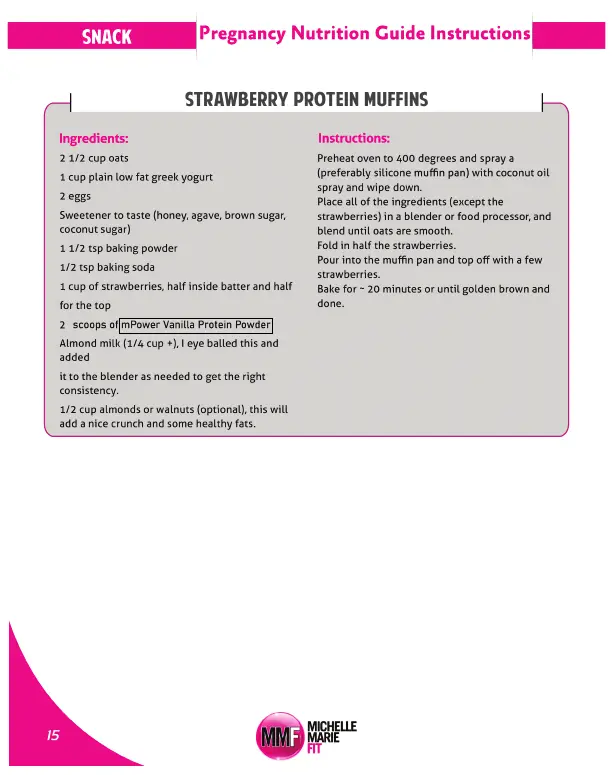 SNACK
Pregnancy Nutrition Guide Instructions
STRAWBERRY PROTEIN MUFFINS
Ingredients:
2 1/2 cup oats
1 cup plain low fat greek yogurt
2 eggs
Sweetener to taste (honey, agave, brown sugar,
coconut sugar)
1 1/2 tsp baking powder
1/2 tsp baking soda
1 cup of strawberries, half inside batter and half
for the top
2 scoops of mPower Vanilla Protein Powder
Almond milk (1/4 cup +), I eye balled this and
added
it to the blender as needed to get the right
consistency.
1/2 cup almonds or walnuts (optional), this will
add a nice crunch and some healthy fats.
Instructions:
Preheat oven to 400 degrees and spray a
(preferably silicone muffin pan) with coconut oil
spray and wipe down.
Place all of the ingredients (except the
strawberries) in a blender or food processor, and
blend until oats are smooth.
Fold in half the strawberries.
Pour into the muffin pan and top off with a few
strawberries.
Bake for ~ 20 minutes or until golden brown and
done.
15
MMF
MICHELLE
MARIE
FIT